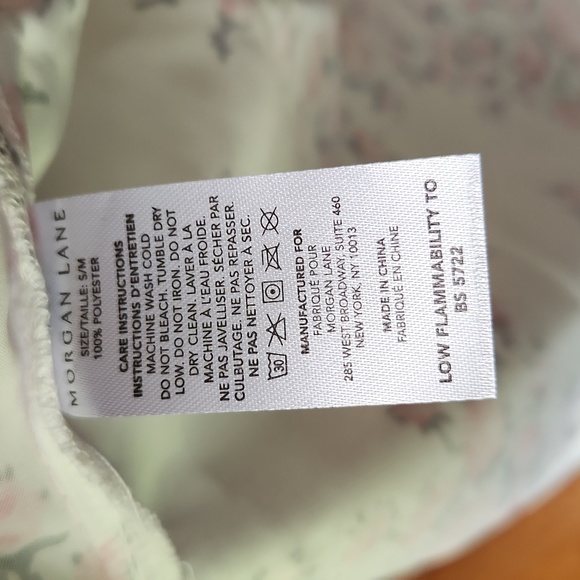 MORGAN LANE
SIZE/TAILLE: S/M
100% POLYESTER
CARE INSTRUCTIONS
INSTRUCTIONS D'ENTRETIEN
MACHINE WASH COLD
DO NOT BLEACH. TUMBLE DRY
LOW. DO NOT IRON. DO NOT
DRY CLEAN. LAVER À LA
MACHINE À L'EAU FROIDE.
NE PAS JAVELLISER. SÉCHER PAR
CULBUTAGE. NE PAS REPASSER.
NE PAS NETTOYER À SEC.
30
MANUFACTURED FOR
FABRIQUÉ POUR
MORGAN LANE
285 WEST BROADWAY, SUITE 460
NEW YORK, NY 10013
MADE IN CHINA
FABRIQUÉ EN CHINE
LOW FLAMMABILITY TO
BS 5722